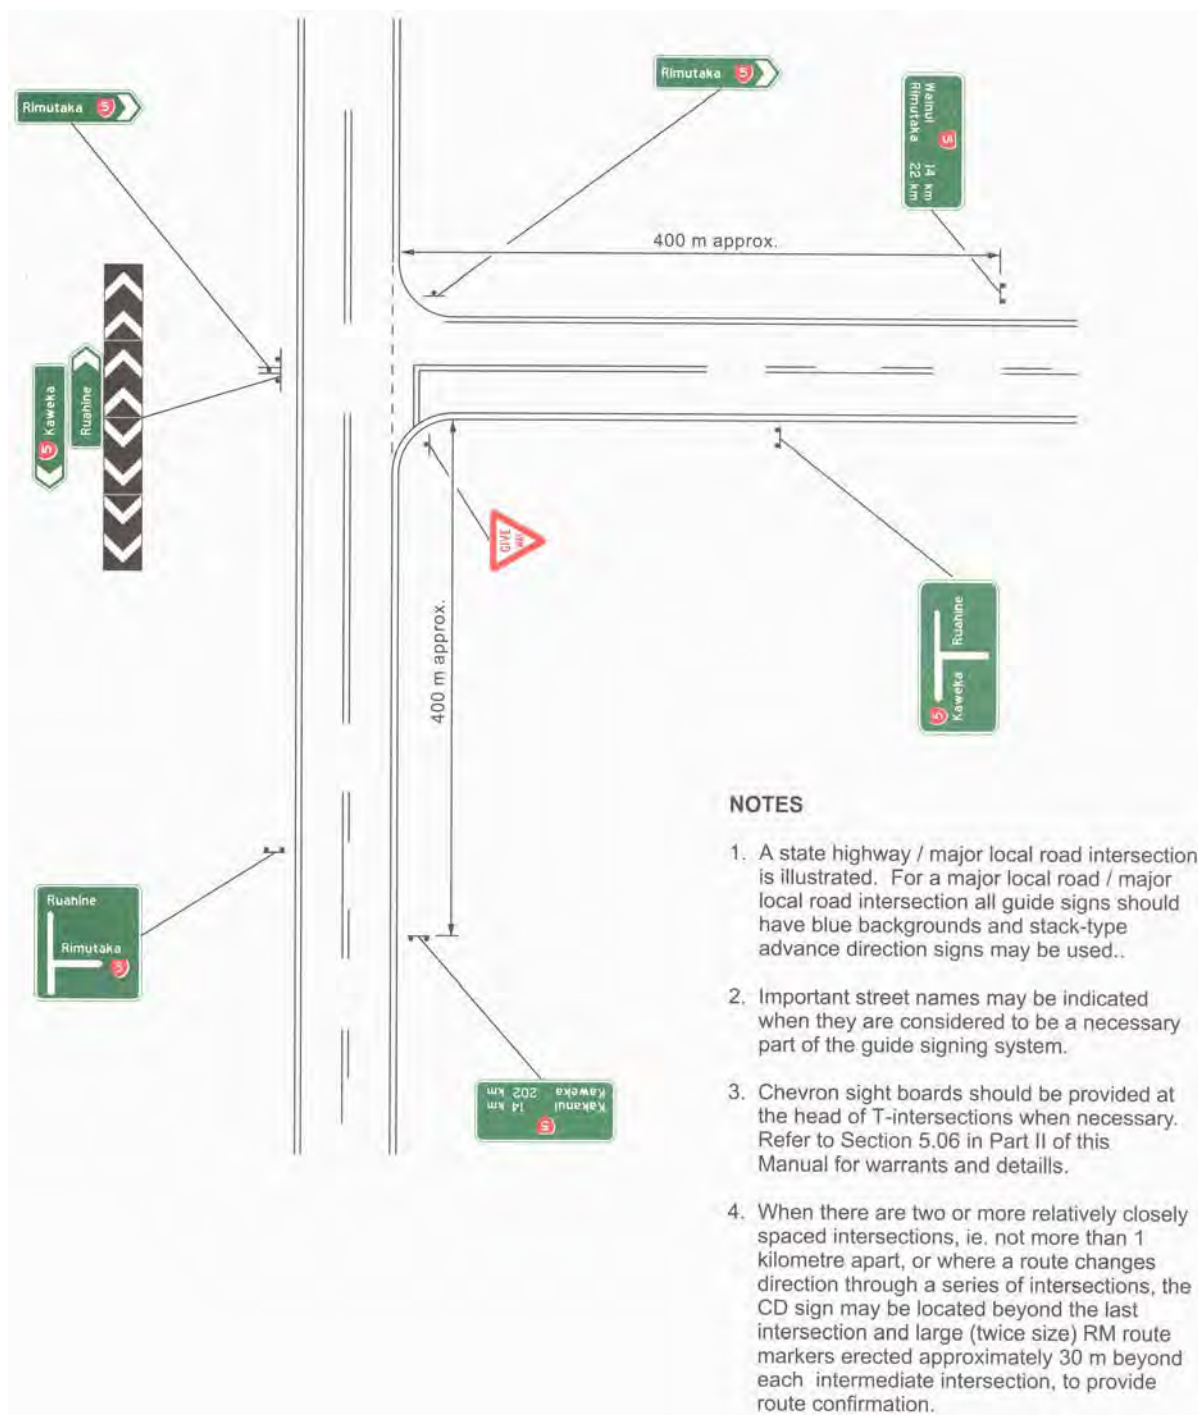 Rimutaka 5
Rimutaka 5
Wainui 14 km
Rimutaka 22 km
5
400 m approx.
5 Kaweka
Ruahine
GIVE
WAY
400 m approx.
Ruahine
5 Kaweka
Ruahine
Rimutaka
5
5
Kakanui 14 km
Kaweka 202 km
NOTES
1. A state highway / major local road intersection
is illustrated. For a major local road / major
local road intersection all guide signs should
have blue backgrounds and stack-type
advance direction signs may be used..
2. Important street names may be indicated
when they are considered to be a necessary
part of the guide signing system.
3. Chevron sight boards should be provided at
the head of T-intersections when necessary.
Refer to Section 5.06 in Part II of this
Manual for warrants and detaills.
4. When there are two or more relatively closely
spaced intersections, ie. not more than 1
kilometre apart, or where a route changes
direction through a series of intersections, the
CD sign may be located beyond the last
intersection and large (twice size) RM route
markers erected approximately 30 m beyond
each intermediate intersection, to provide
route confirmation.